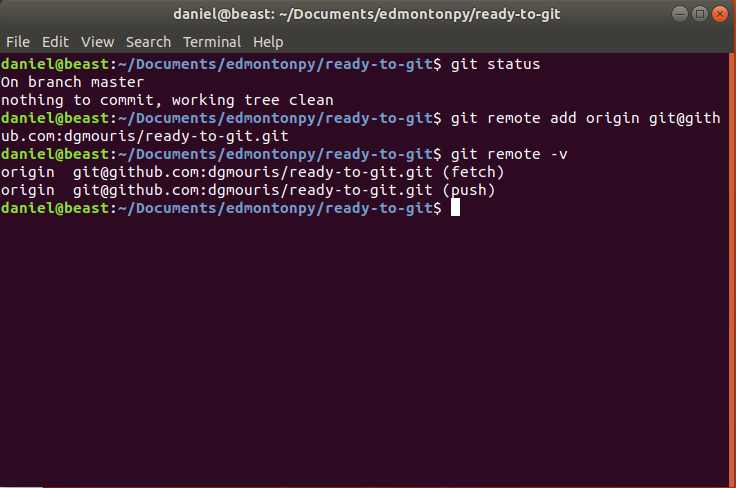 daniel@beast: ~/Documents/edmontonpy/ready-to-git
File Edit View Search Terminal Help
daniel@beast:~/Documents/edmontonpy/ready-to-git$ git status
On branch master
nothing to commit, working tree clean
daniel@beast:~/Documents/edmontonpy/ready-to-git$ git remote add origin git@gith
ub.com:dgmouris/ready-to-git.git
daniel@beast:~/Documents/edmontonpy/ready-to-git$ git remote -v
origin  git@github.com:dgmouris/ready-to-git.git (fetch)
origin  git@github.com:dgmouris/ready-to-git.git (push)
daniel@beast:~/Documents/edmontonpy/ready-to-git$